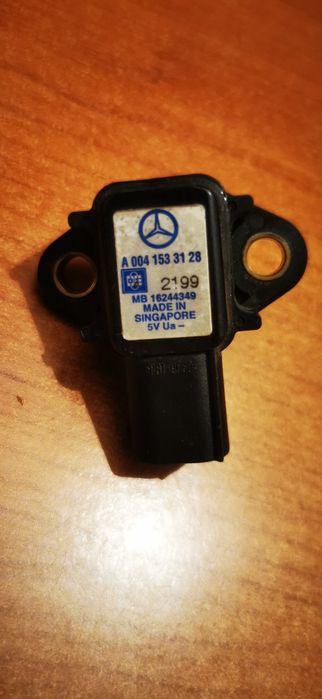 A 004 153 31 28
2199
MB 16244349
MADE IN
SINGAPORE
5V Ua –